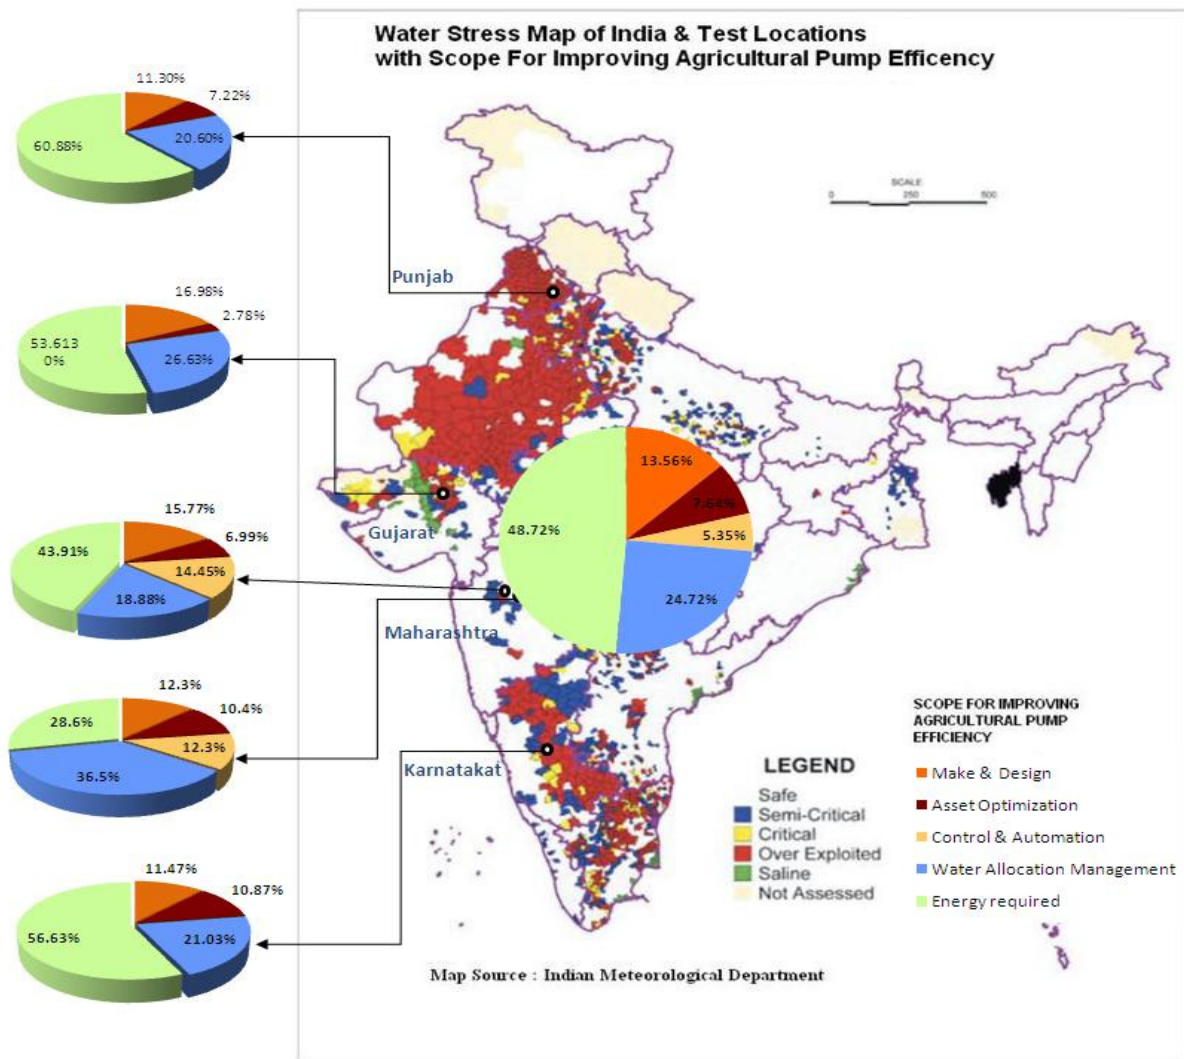 Water Stress Map of India & Test Locations
with Scope For Improving Agricultural Pump Efficency
11.30%
7.22%
20.60%
60.88%
SCALE
0 250 500
Punjab
16.98%
2.78%
53.613
0%
26.63%
13.56%
7.64%
5.35%
24.72%
48.72%
Gujarat
15.77%
6.99%
43.91%
14.45%
18.88%
Maharashtra
12.3%
10.4%
28.6%
12.3%
36.5%
Karnatakat
11.47%
10.87%
56.63%
21.03%
LEGEND
Safe
Semi-Critical
Critical
Over Exploited
Saline
Not Assessed
SCOPE FOR IMPROVING
AGRICULTURAL PUMP
EFFICIENCY
Make & Design
Asset Optimization
Control & Automation
Water Allocation Management
Energy required
Map Source : Indian Meteorological Department